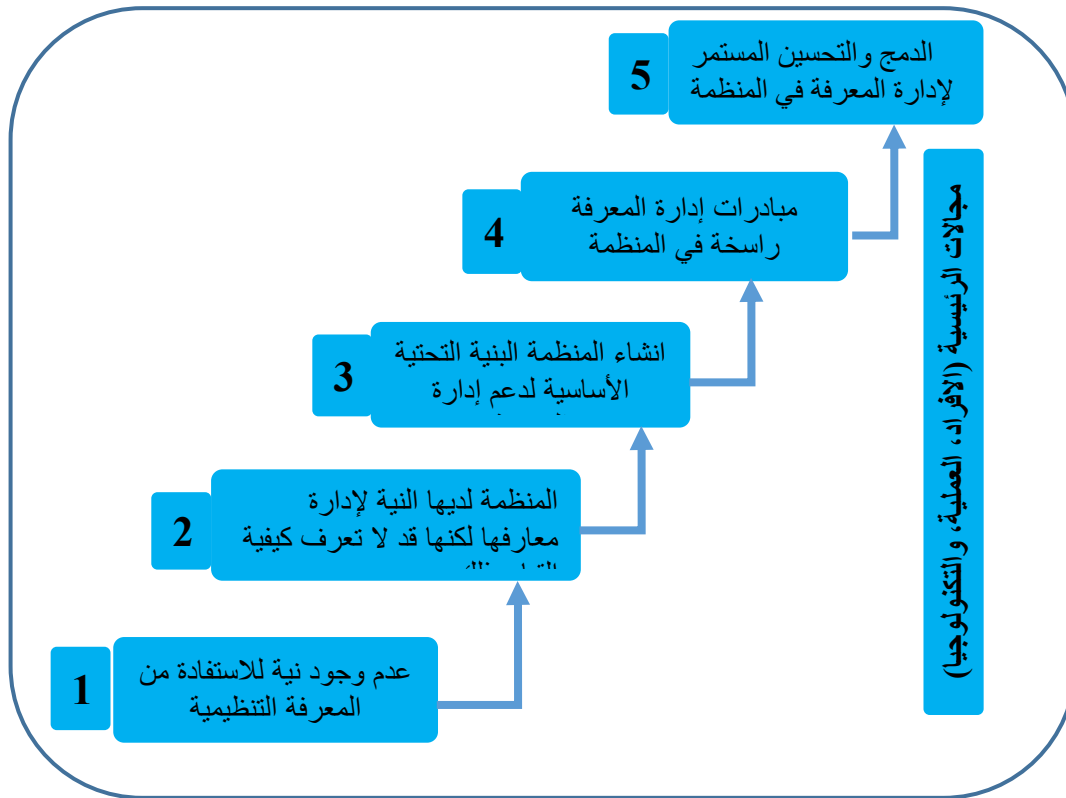 5
الدمج والتحسين المستمر
لإدارة المعرفة في المنظمة
4
مبادرات إدارة المعرفة
راسخة في المنظمة
3
انشاء المنظمة البنية التحتية
الأساسية لدعم إدارة
2
المنظمة لديها النية لإدارة
معارفها لكنها قد لا تعرف كيفية
1
عدم وجود نية للاستفادة من
المعرفة التنظيمية
مجالات الرئيسية (الافراد، العملية، والتكنولوجيا)